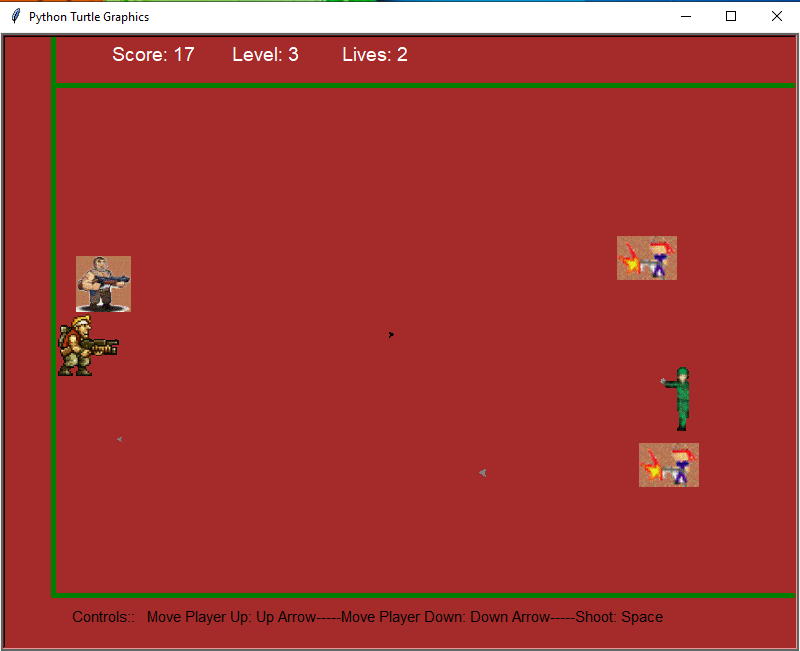 Python Turtle Graphics
Score: 17 Level: 3 Lives: 2
Controls:: Move Player Up: Up Arrow-----Move Player Down: Down Arrow-----Shoot: Space